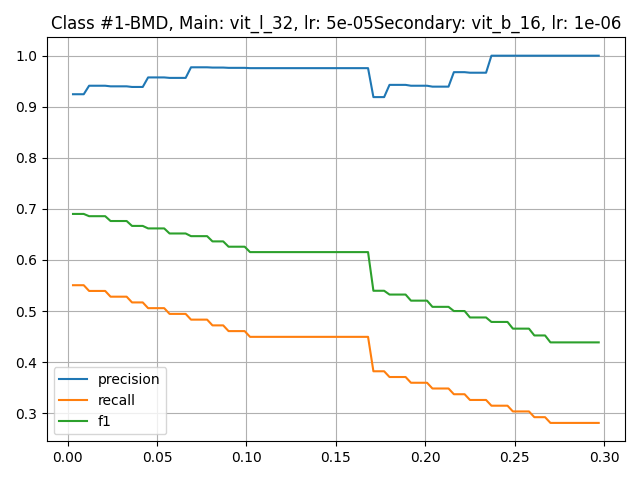 Class #1-BMD, Main: vit_l_32, lr: 5e-05Secondary: vit_b_16, lr: 1e-06
1.0
0.9
0.8
0.7
0.6
0.5
0.4
0.3
precision
recall
f1
0.00 0.05 0.10 0.15 0.20 0.25 0.30